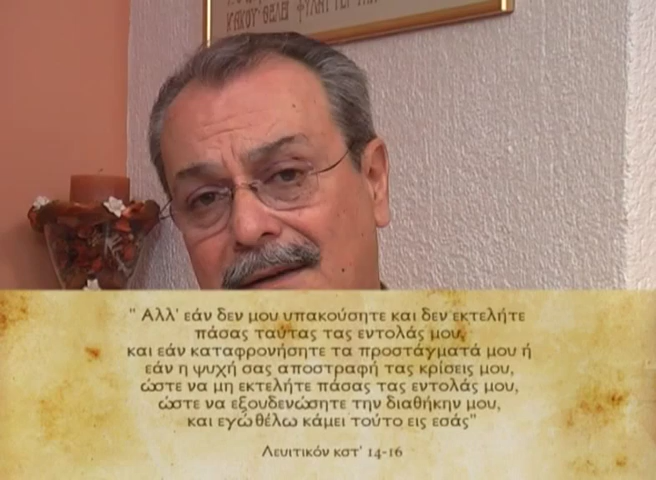 ΚΑΚΟΥ· ΘΕΛΕΙ
" Αλλ' εάν δεν μου υπακούσητε και δεν εκτελήτε
πάσας ταύτας τας εντολάς μου,
και εάν καταφρονήσητε τα προστάγματά μου ή
εάν η ψυχή σας αποστραφή τας κρίσεις μου,
ώστε να μη εκτελήτε πάσας τας εντολάς μου,
ώστε να εξουδενώσητε την διαθήκην μου,
και εγώ θέλω κάμει τούτο εις εσάς"
Λευιτικόν κστ' 14-16